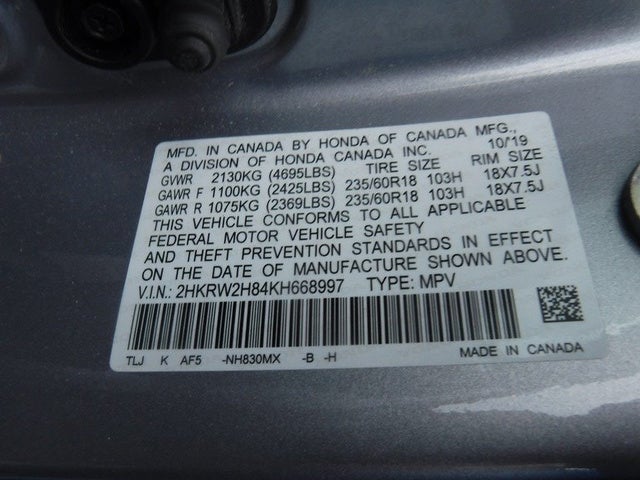 MFD. IN CANADA BY HONDA OF CANADA MFG.,
A DIVISION OF HONDA CANADA INC. 10/19
GVWR 2130KG (4695LBS) TIRE SIZE RIM SIZE
GAWR F 1100KG (2425LBS) 235/60R18 103H 18X7.5J
GAWR R 1075KG (2369LBS) 235/60R18 103H 18X7.5J
THIS VEHICLE CONFORMS TO ALL APPLICABLE
FEDERAL MOTOR VEHICLE SAFETY
AND THEFT PREVENTION STANDARDS IN EFFECT
ON THE DATE OF MANUFACTURE SHOWN ABOVE.
V.I.N.: 2HKRW2H84KH668997 TYPE: MPV
TLJ K AF5 -NH830MX -B -H MADE IN CANADA